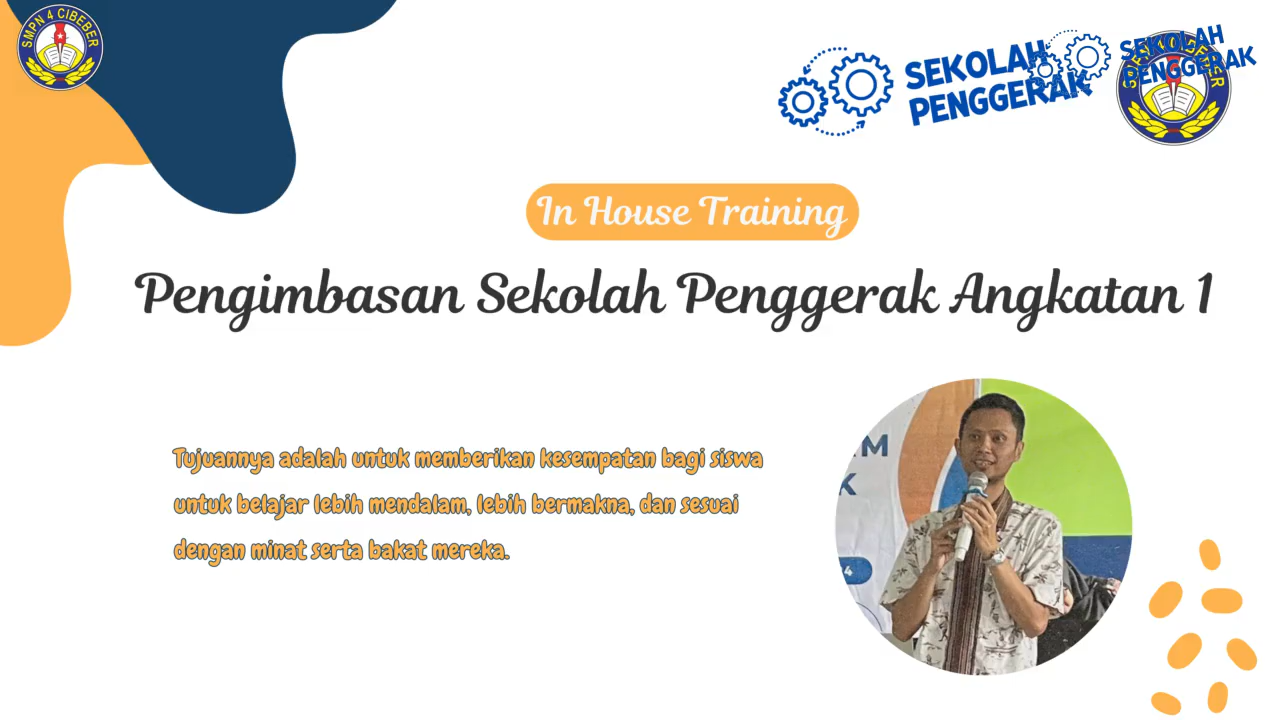 SMPN 4 CIBEBER
SEKOLAH
PENGGERAK
SEKOLAH
PENGGERAK
In House Training
Pengimbasan Sekolah Penggerak Angkatan 1
Tujuannya adalah untuk memberikan kesempatan bagi siswa
untuk belajar lebih mendalam, lebih bermakna, dan sesuai
dengan minat serta bakat mereka.
M
K
4